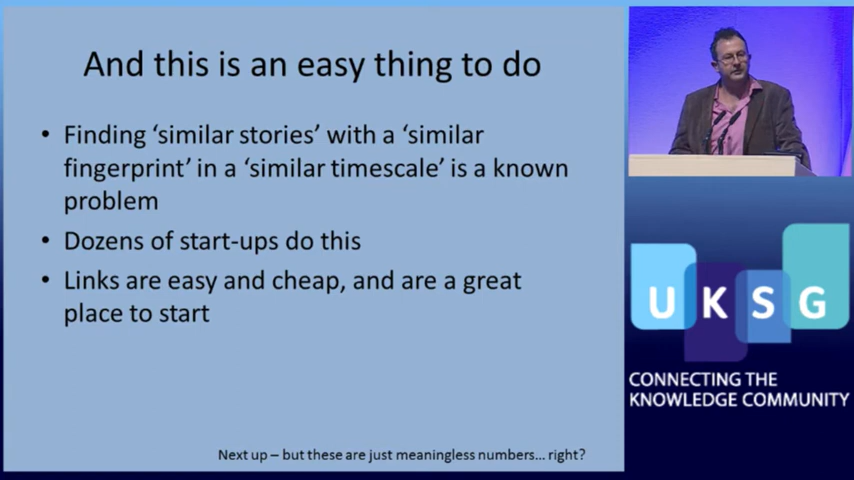 And this is an easy thing to do
• Finding ‘similar stories’ with a ‘similar
fingerprint’ in a ‘similar timescale’ is a known
problem
• Dozens of start-ups do this
• Links are easy and cheap, and are a great
place to start
Next up – but these are just meaningless numbers... right?
UKSG
CONNECTING THE
KNOWLEDGE COMMUNITY